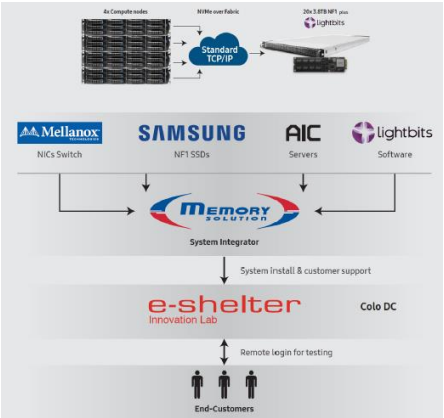 4x Compute nodes
NVMe over Fabric
20x 3.8TB NF1 plus
lightbits
Standard
TCP/IP
Mellanox
TECHNOLOGIES
SAMSUNG
AIC
lightbits
NICs Switch
NF1 SSDs
Servers
Software
MEMORY
SOLUTION
System Integrator
System install & customer support
e-shelter
Innovation Lab
Colo DC
Remote login for testing
End-Customers